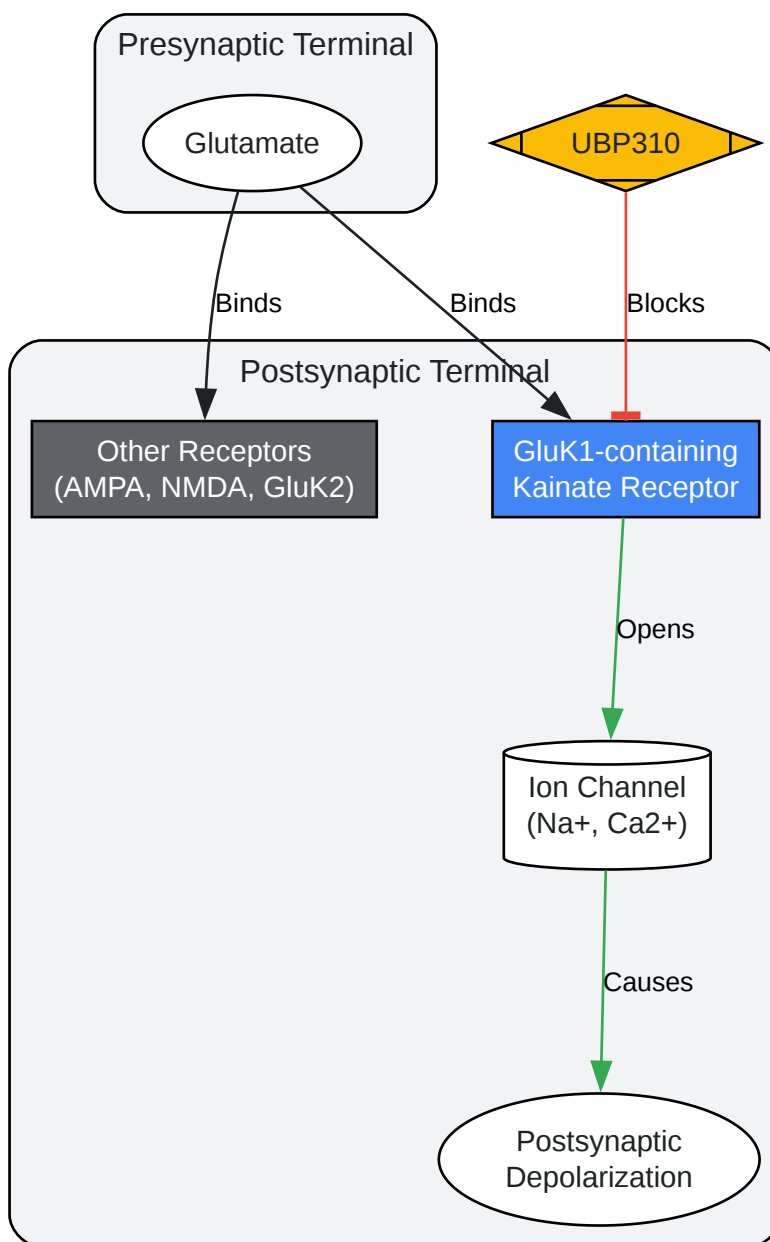 Presynaptic Terminal
Glutamate
UBP310
Binds
Binds
Blocks
Postsynaptic Terminal
Other Receptors
(AMPA, NMDA, GluK2)
GluK1-containing
Kainate Receptor
Opens
Ion Channel
(Na+, Ca2+)
Causes
Postsynaptic
Depolarization